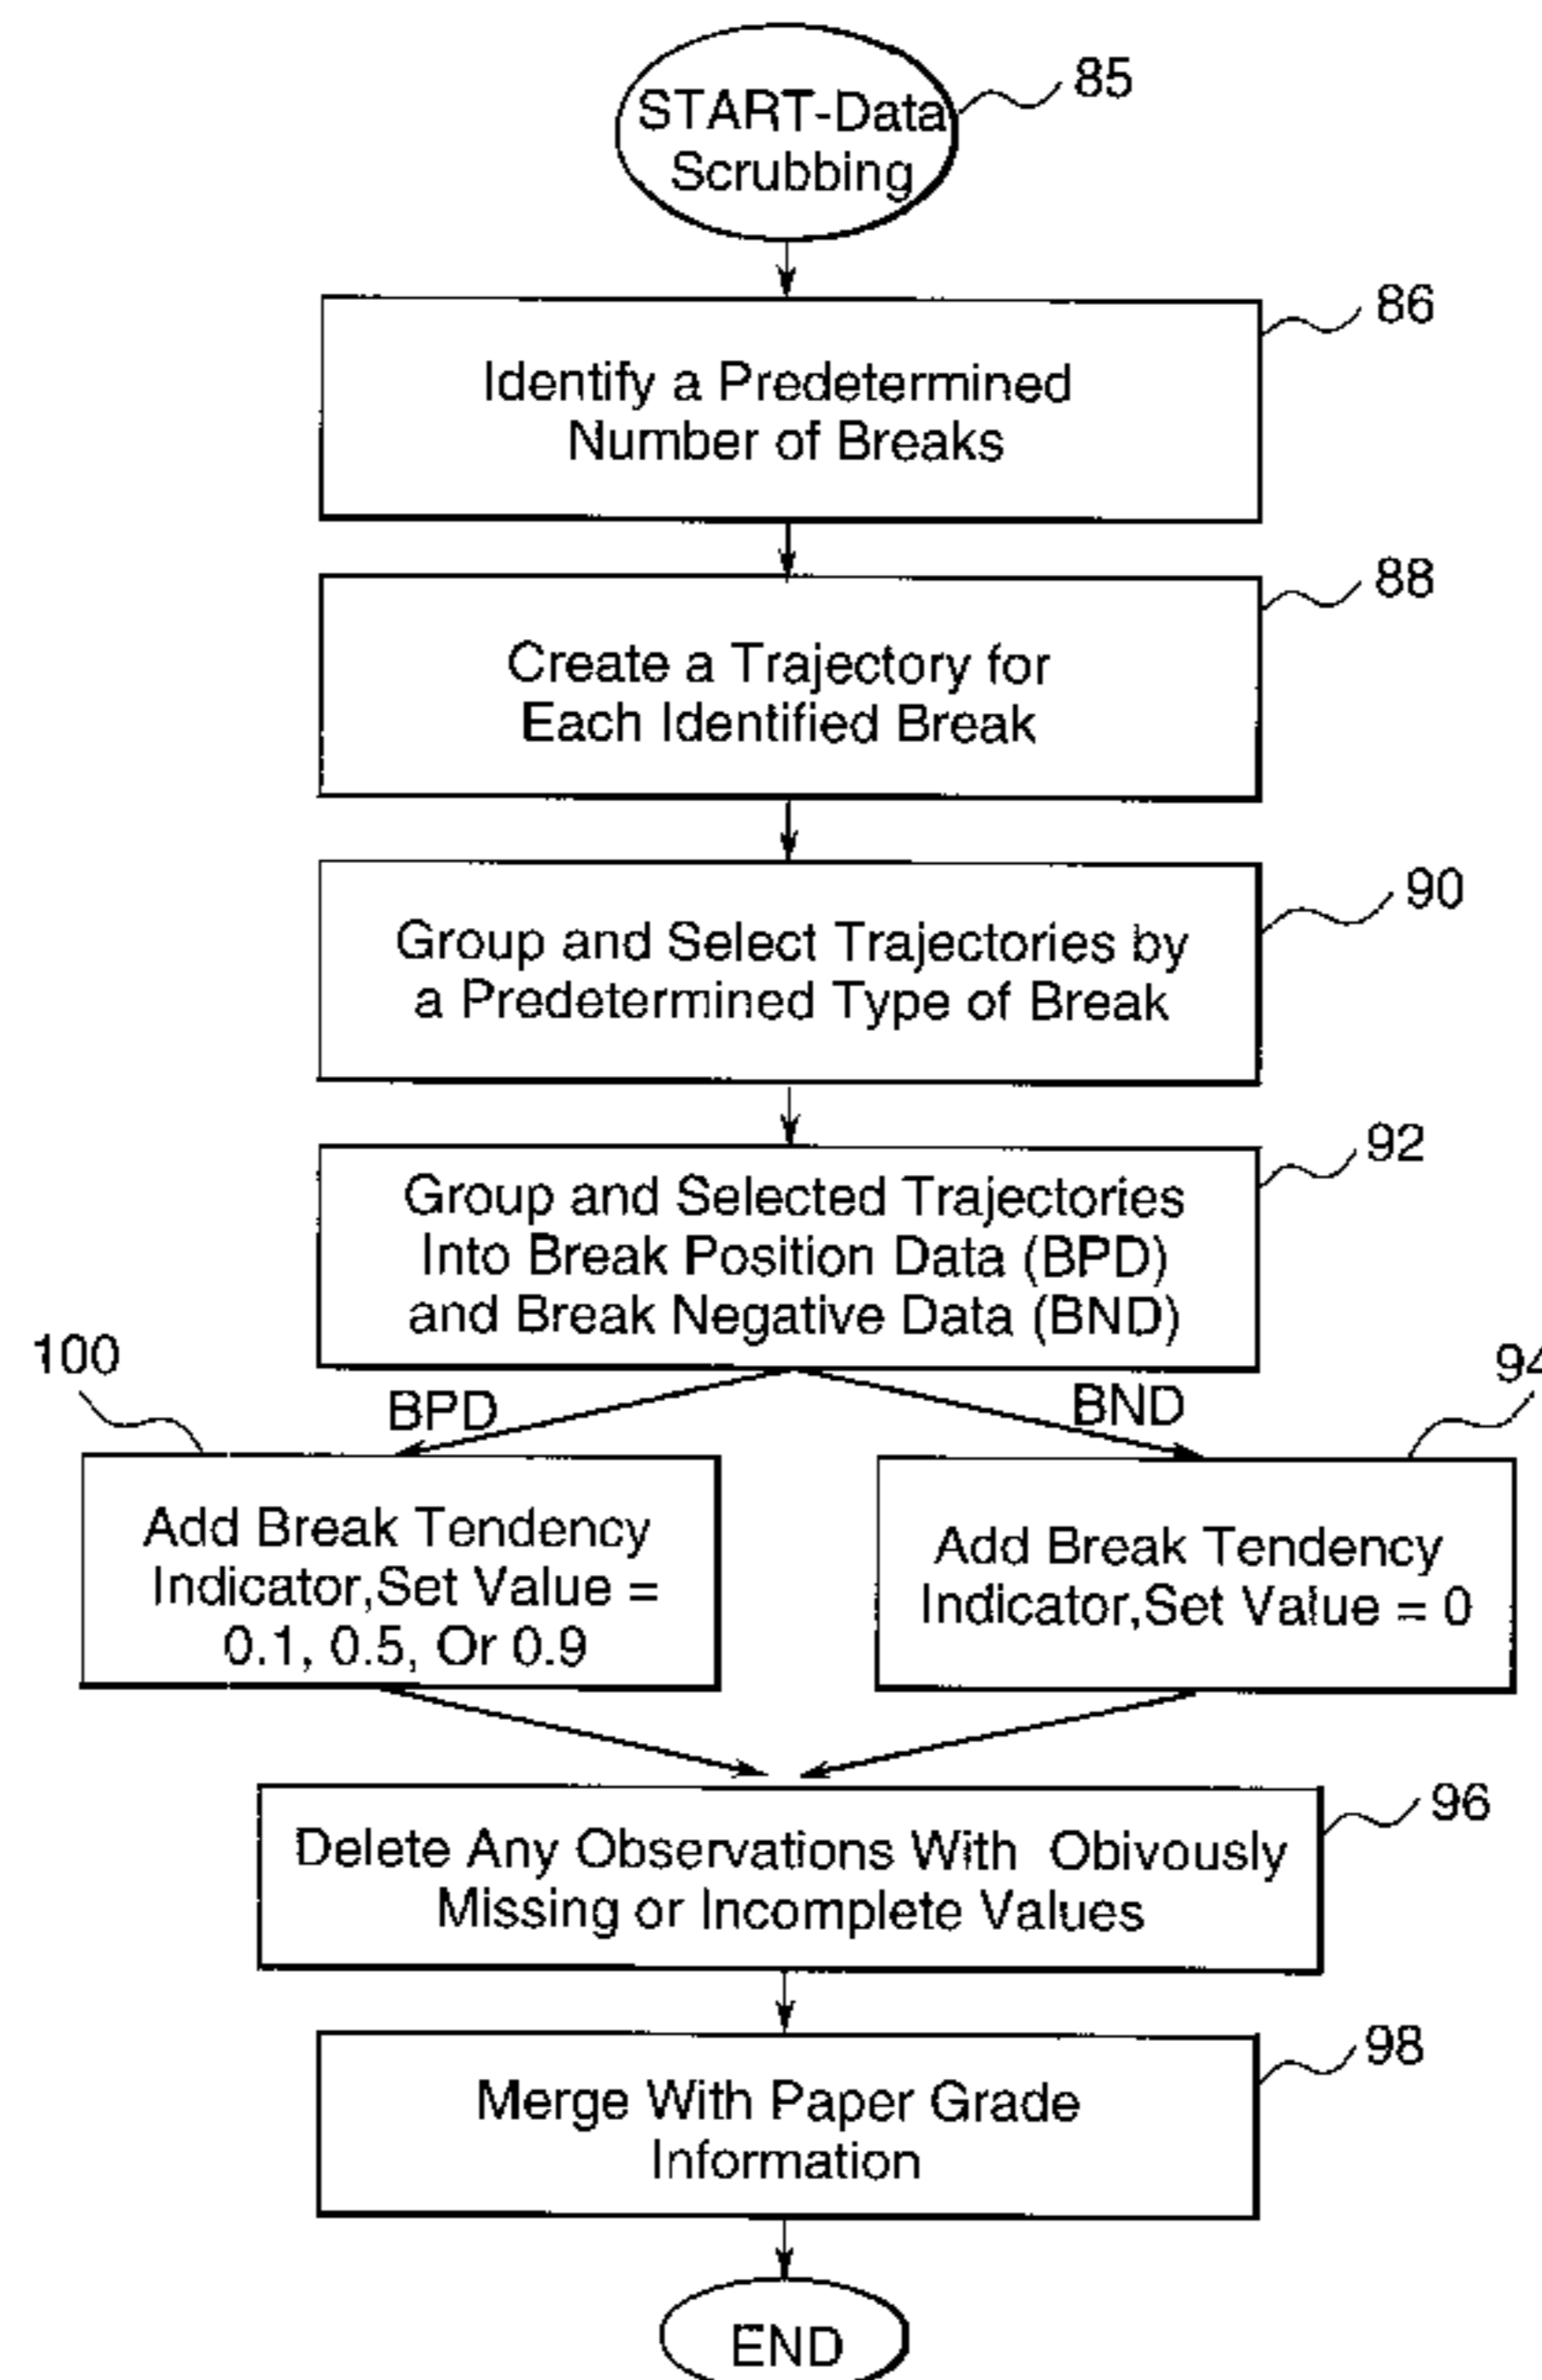 START-Data
Scrubbing
85
Identify a Predetermined
Number of Breaks
86
Create a Trajectory for
Each Identified Break
88
Group and Select Trajectories by
a Predetermined Type of Break
90
Group and Selected Trajectories
Into Break Position Data (BPD)
and Break Negative Data (BND)
92
BPD
BND
100
Add Break Tendency
Indicator,Set Value =
0.1, 0.5, Or 0.9
94
Add Break Tendency
Indicator,Set Value = 0
Delete Any Observations With Obivously
Missing or Incomplete Values
96
Merge With Paper Grade
Information
98
END